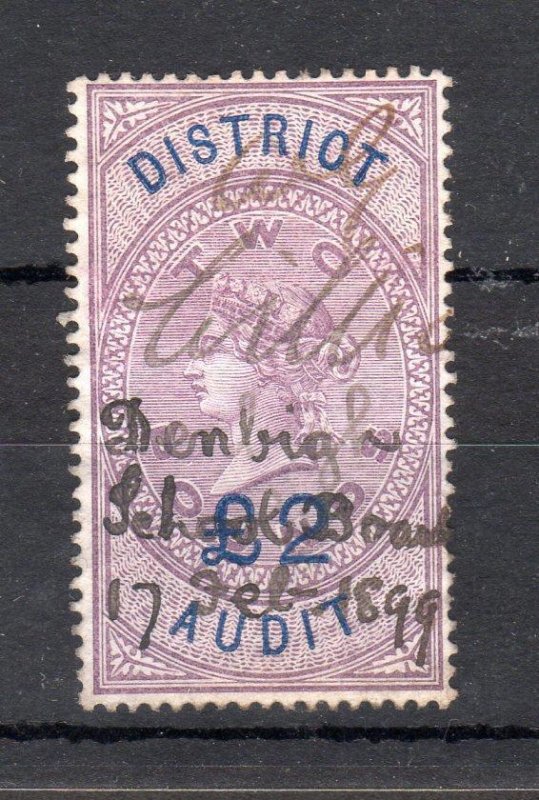 DISTRICT
TWO
Denbigh
School Board
£2
17 Feb 1899
AUDIT